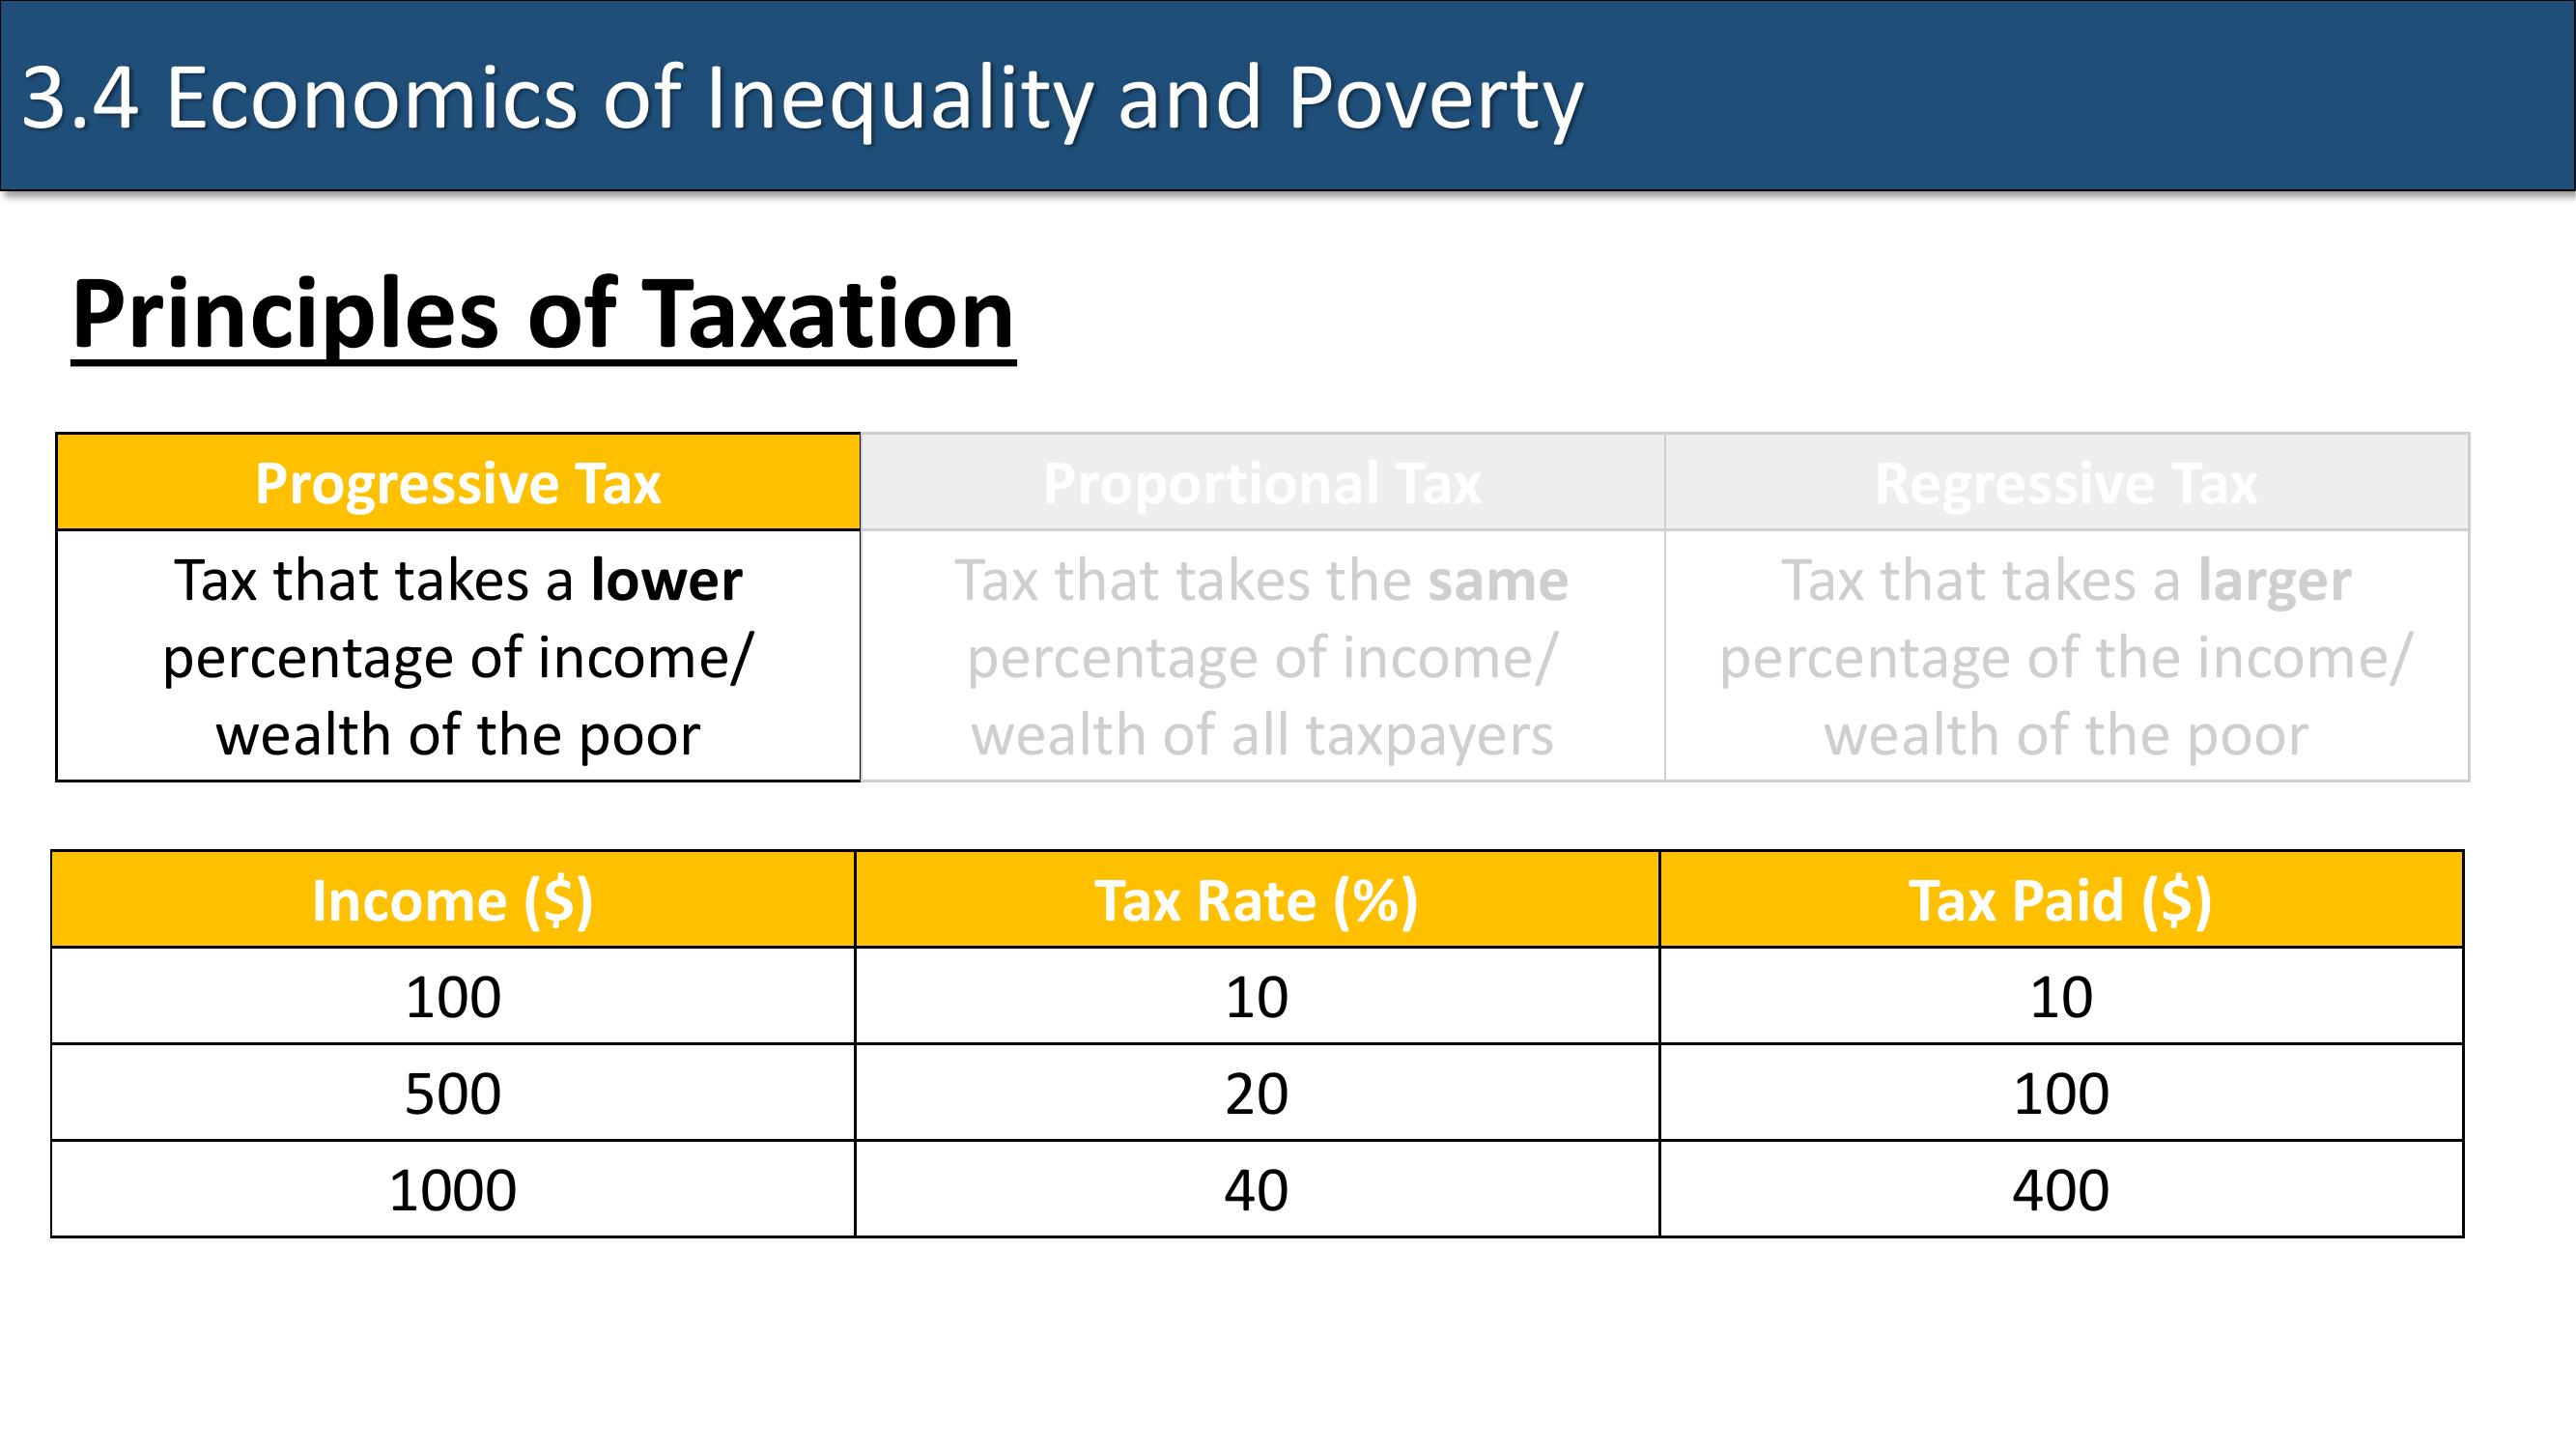 3.4 Economics of Inequality and Poverty
Principles of Taxation
Progressive Tax
Tax that takes a lower
percentage of income/
wealth of the poor
Proportional Tax
Tax that takes the same
percentage of income/
wealth of all taxpayers
Regressive Tax
Tax that takes a larger
percentage of the income/
wealth of the poor
Income ($) Tax Rate (%) Tax Paid ($)
100 10 10
500 20 100
1000 40 400